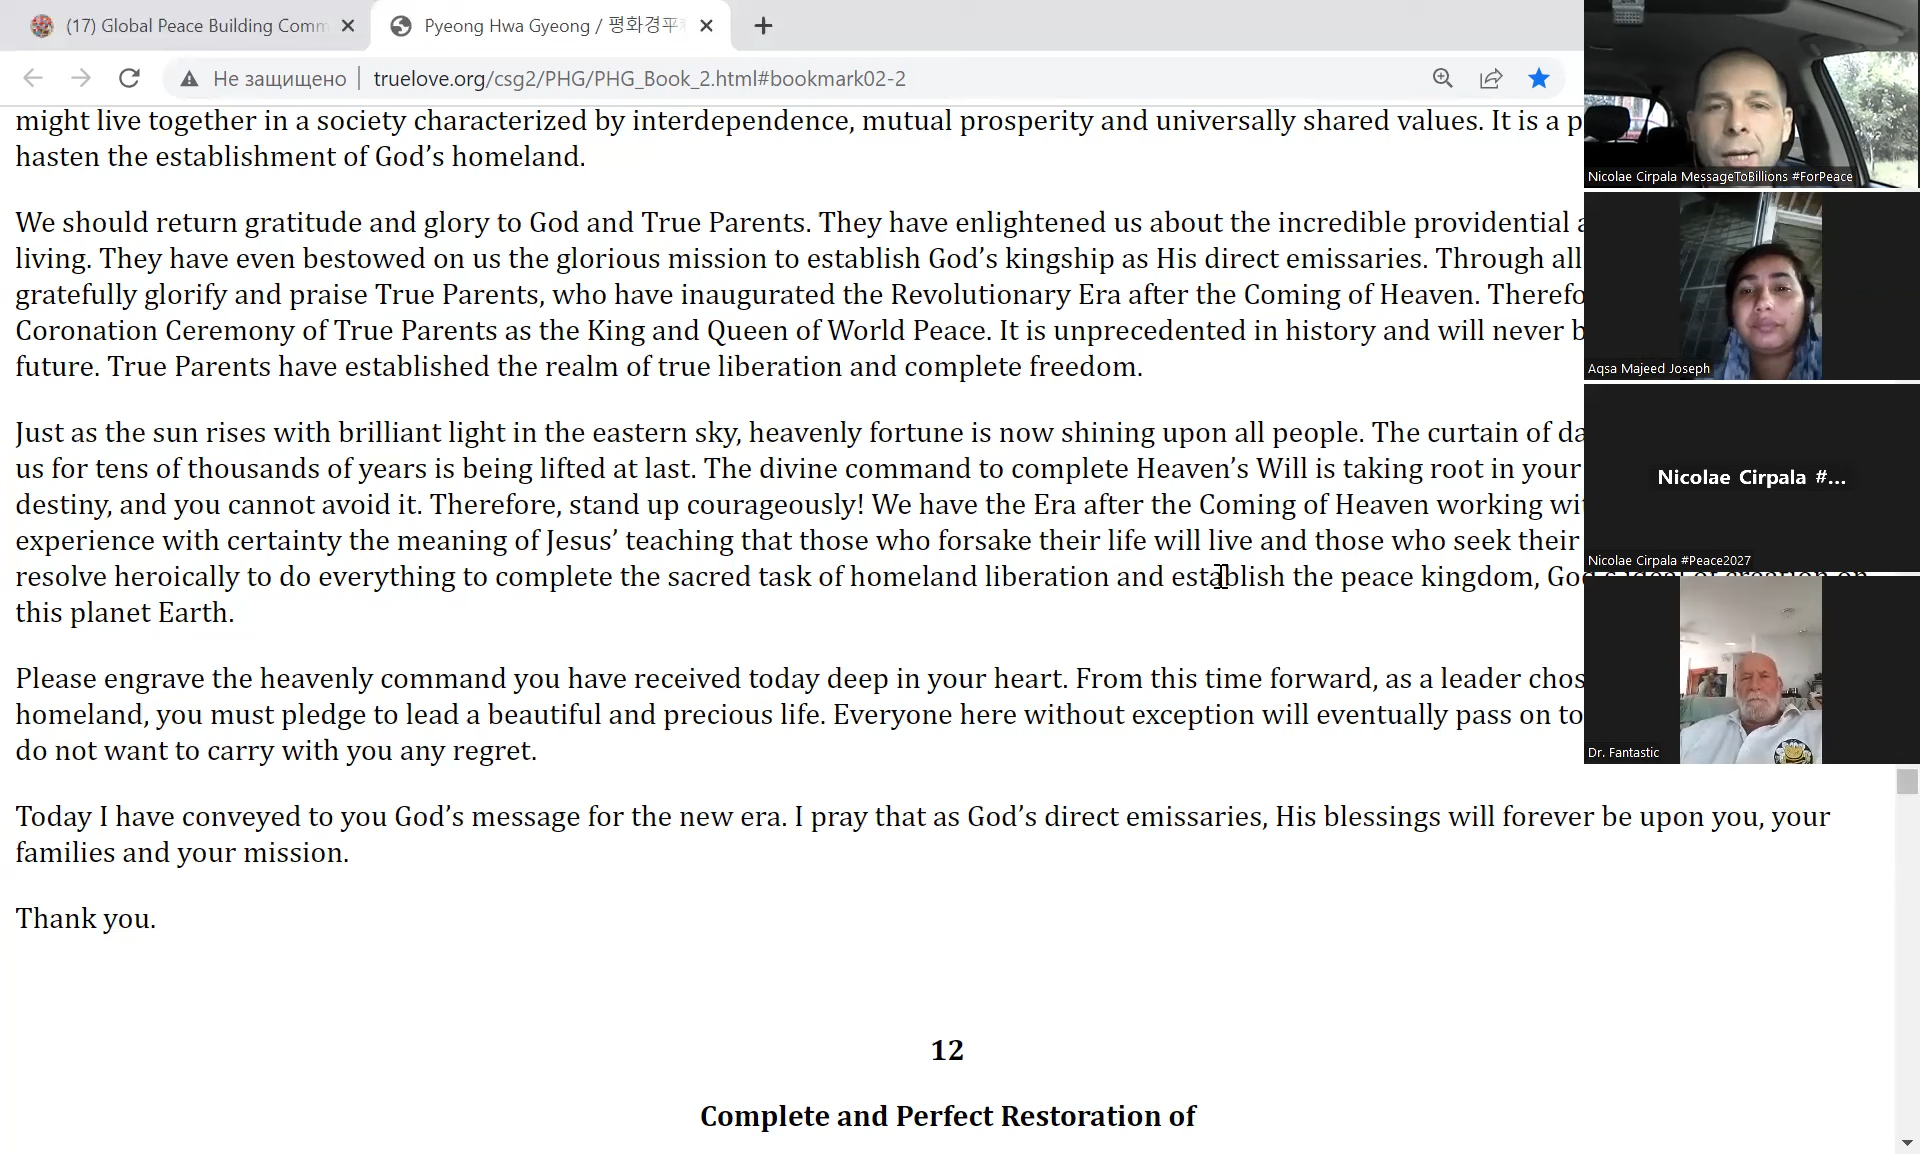 (17) Global Peace Building Comm
Pyeong Hwa Gyeong / 평화경平
Не защищено
truelove.org/csg2/PHG/PHG_Book_2.html#bookmark02-2
might live together in a society characterized by interdependence, mutual prosperity and universally shared values. It is a p
hasten the establishment of God’s homeland.
We should return gratitude and glory to God and True Parents. They have enlightened us about the incredible providential a
living. They have even bestowed on us the glorious mission to establish God’s kingship as His direct emissaries. Through all
gratefully glorify and praise True Parents, who have inaugurated the Revolutionary Era after the Coming of Heaven. Therefo
Coronation Ceremony of True Parents as the King and Queen of World Peace. It is unprecedented in history and will never b
future. True Parents have established the realm of true liberation and complete freedom.
Just as the sun rises with brilliant light in the eastern sky, heavenly fortune is now shining upon all people. The curtain of da
us for tens of thousands of years is being lifted at last. The divine command to complete Heaven’s Will is taking root in your
destiny, and you cannot avoid it. Therefore, stand up courageously! We have the Era after the Coming of Heaven working wi
experience with certainty the meaning of Jesus’ teaching that those who forsake their life will live and those who seek their
resolve heroically to do everything to complete the sacred task of homeland liberation and establish the peace kingdom, Go
this planet Earth.
Please engrave the heavenly command you have received today deep in your heart. From this time forward, as a leader chos
homeland, you must pledge to lead a beautiful and precious life. Everyone here without exception will eventually pass on to
do not want to carry with you any regret.
Today I have conveyed to you God’s message for the new era. I pray that as God’s direct emissaries, His blessings will forever be upon you, your
families and your mission.
Thank you.
12
Complete and Perfect Restoration of
Nicolae Cirpala MessageToBillions #ForPeace
Aqsa Majeed Joseph
Nicolae Cirpala #...
Nicolae Cirpala #Peace2027
Dr. Fantastic